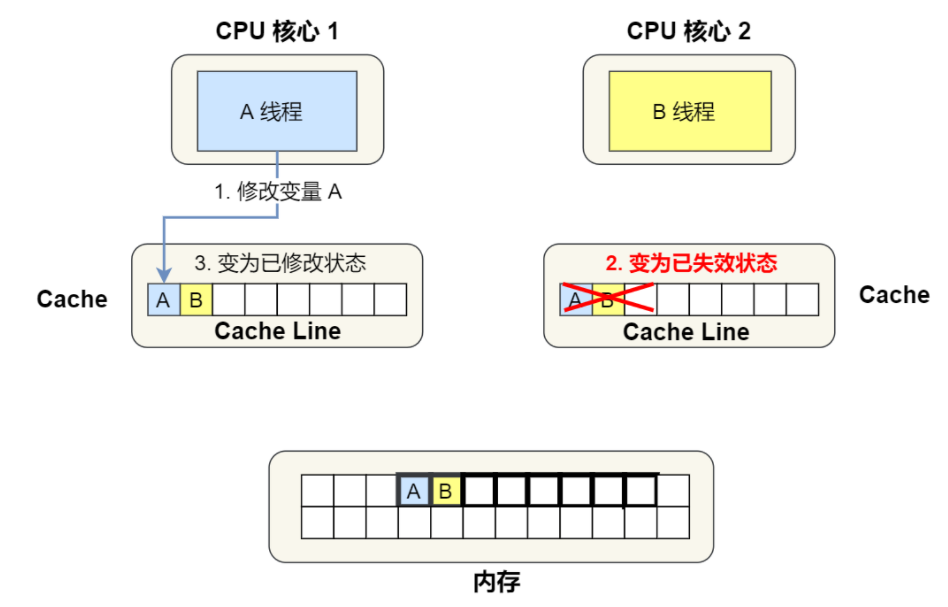 CPU 核心 1
CPU 核心 2
A 线程
B 线程
1. 修改变量 A
3. 变为已修改状态
2. 变为已失效状态
Cache
A B
A B
Cache
Cache Line
Cache Line
A B
内存